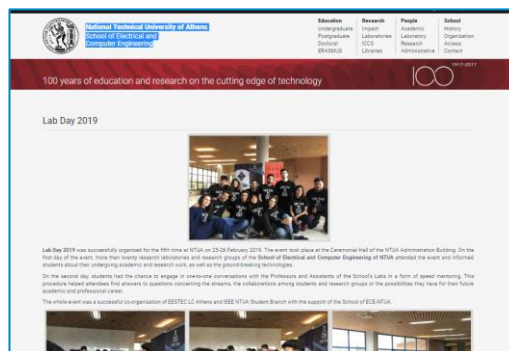 National Technical University of Athens
School of Electrical and
Computer Engineering
Education
Undergraduate
Postgraduate
Doctoral
ERASMUS
Research
Impact
Laboratories
ICCS
Libraries
People
Academic
Laboratory
Research
Administrative
School
History
Organization
Access
Contact
100 years of education and research on the cutting edge of technology
100
1917-2017
Lab Day 2019
Lab Day 2019 was successfully organized for the fifth time at NTUA on 25-26 February 2019. The event took place at the Ceremonial Hall of the NTUA Administration Building. On the
first day of the event, more than twenty research laboratories and research groups of the School of Electrical and Computer Engineering of NTUA attended the event and informed
students about their undergoing academic and research work, as well as the ground-breaking technologies.
On the second day, students had the chance to engage in one-to-one conversations with the Professors and Assistants of the School's Labs in a form of speed mentoring. This
procedure helped attendees find answers to questions concerning the streams, the collaborations among students and research groups or the possibilities they have for their future
academic and professional career.
The whole event was a successful co-organization of EESTEC LC Athens and IEEE NTUA Student Branch with the support of the School of ECE-NTUA.